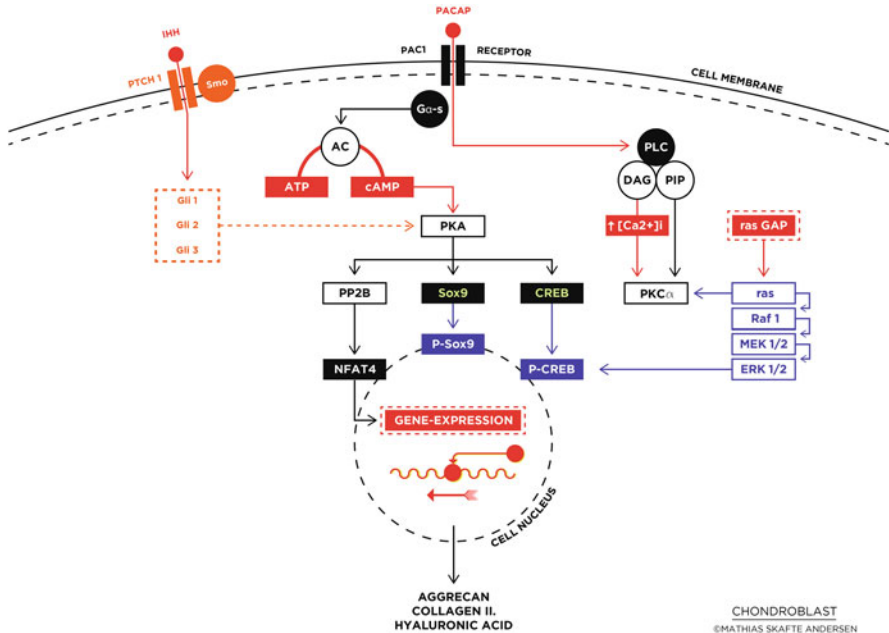 PACAP
IHH
PAC1
RECEPTOR
PTCH 1
Smo
CELL MEMBRANE
Gα-s
AC
PLC
DAG
PIP
ATP
cAMP
Gli 1
Gli 2
Gli 3
PKA
↑ [Ca2+]i
ras GAP
PP2B
Sox9
CREB
PKCα
ras
Raf 1
P-Sox9
MEK 1/2
NFAT4
P-CREB
ERK 1/2
GENE-EXPRESSION
CELL NUCLEUS
AGGRECAN
COLLAGEN II.
HYALURONIC ACID
CHONDROBLAST
©MATHIAS SKAFTE ANDERSEN